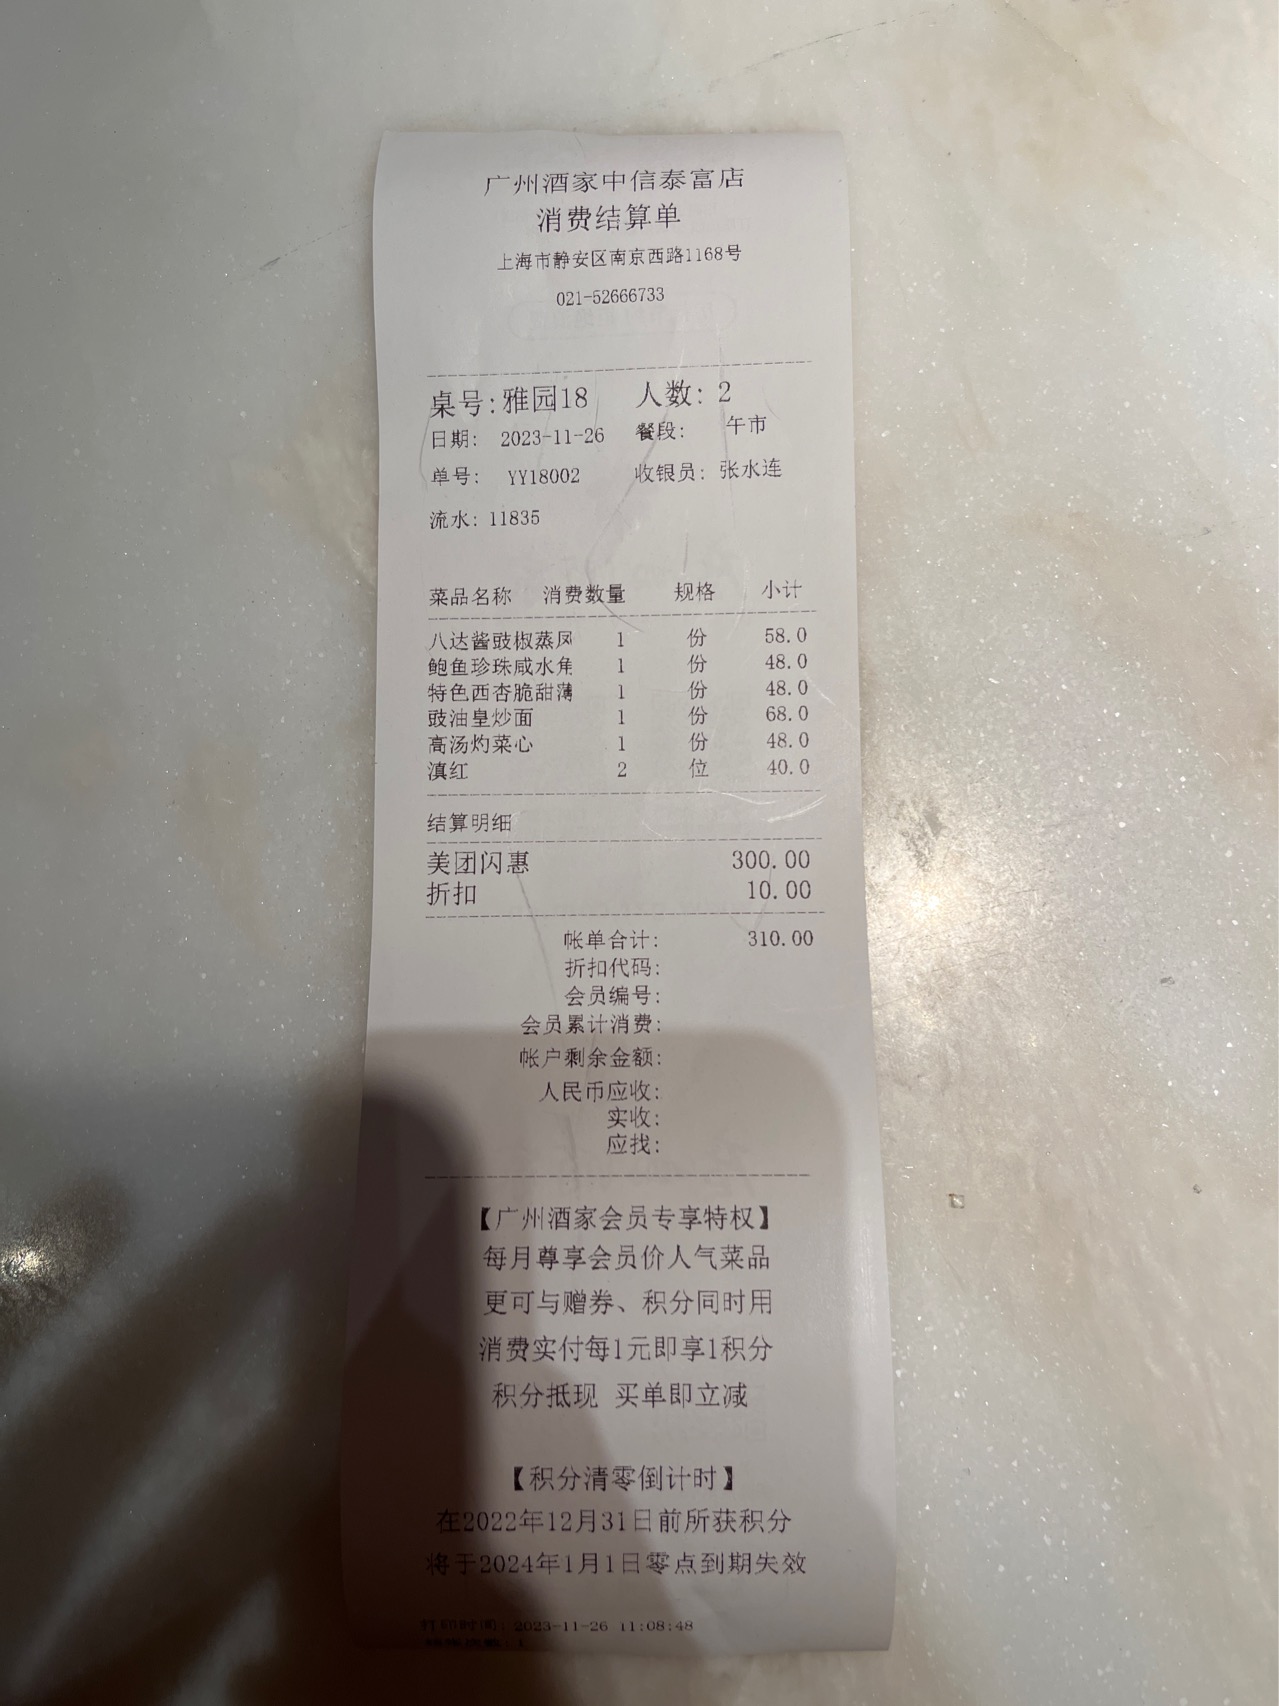 广州酒家中信泰富店
消费结算单
上海市静安区南京西路1168号
021-52666733
桌号: 雅园18 人数: 2
日期: 2023-11-26 餐段: 午市
单号: YY18002 收银员: 张水连
流水: 11835
菜品名称 消费数量 规格 小计
八达酱豉椒蒸凤 1 份 58.0
鲍鱼珍珠咸水角 1 份 48.0
特色西杏脆甜薄 1 份 48.0
豉油皇炒面 1 份 68.0
高汤灼菜心 1 份 48.0
滇红 2 位 40.0
结算明细
美团闪惠 300.00
折扣 10.00
帐单合计: 310.00
折扣代码:
会员编号:
会员累计消费:
帐户剩余金额:
人民币应收:
实收:
应找:
【广州酒家会员专享特权】
每月尊享会员价人气菜品
更可与赠券、积分同时用
消费实付每1元即享1积分
积分抵现 买单即立减
【积分清零倒计时】
在2022年12月31日前所获积分
将于2024年1月1日零点到期失效
打印时间: 2023-11-26 11:08:48